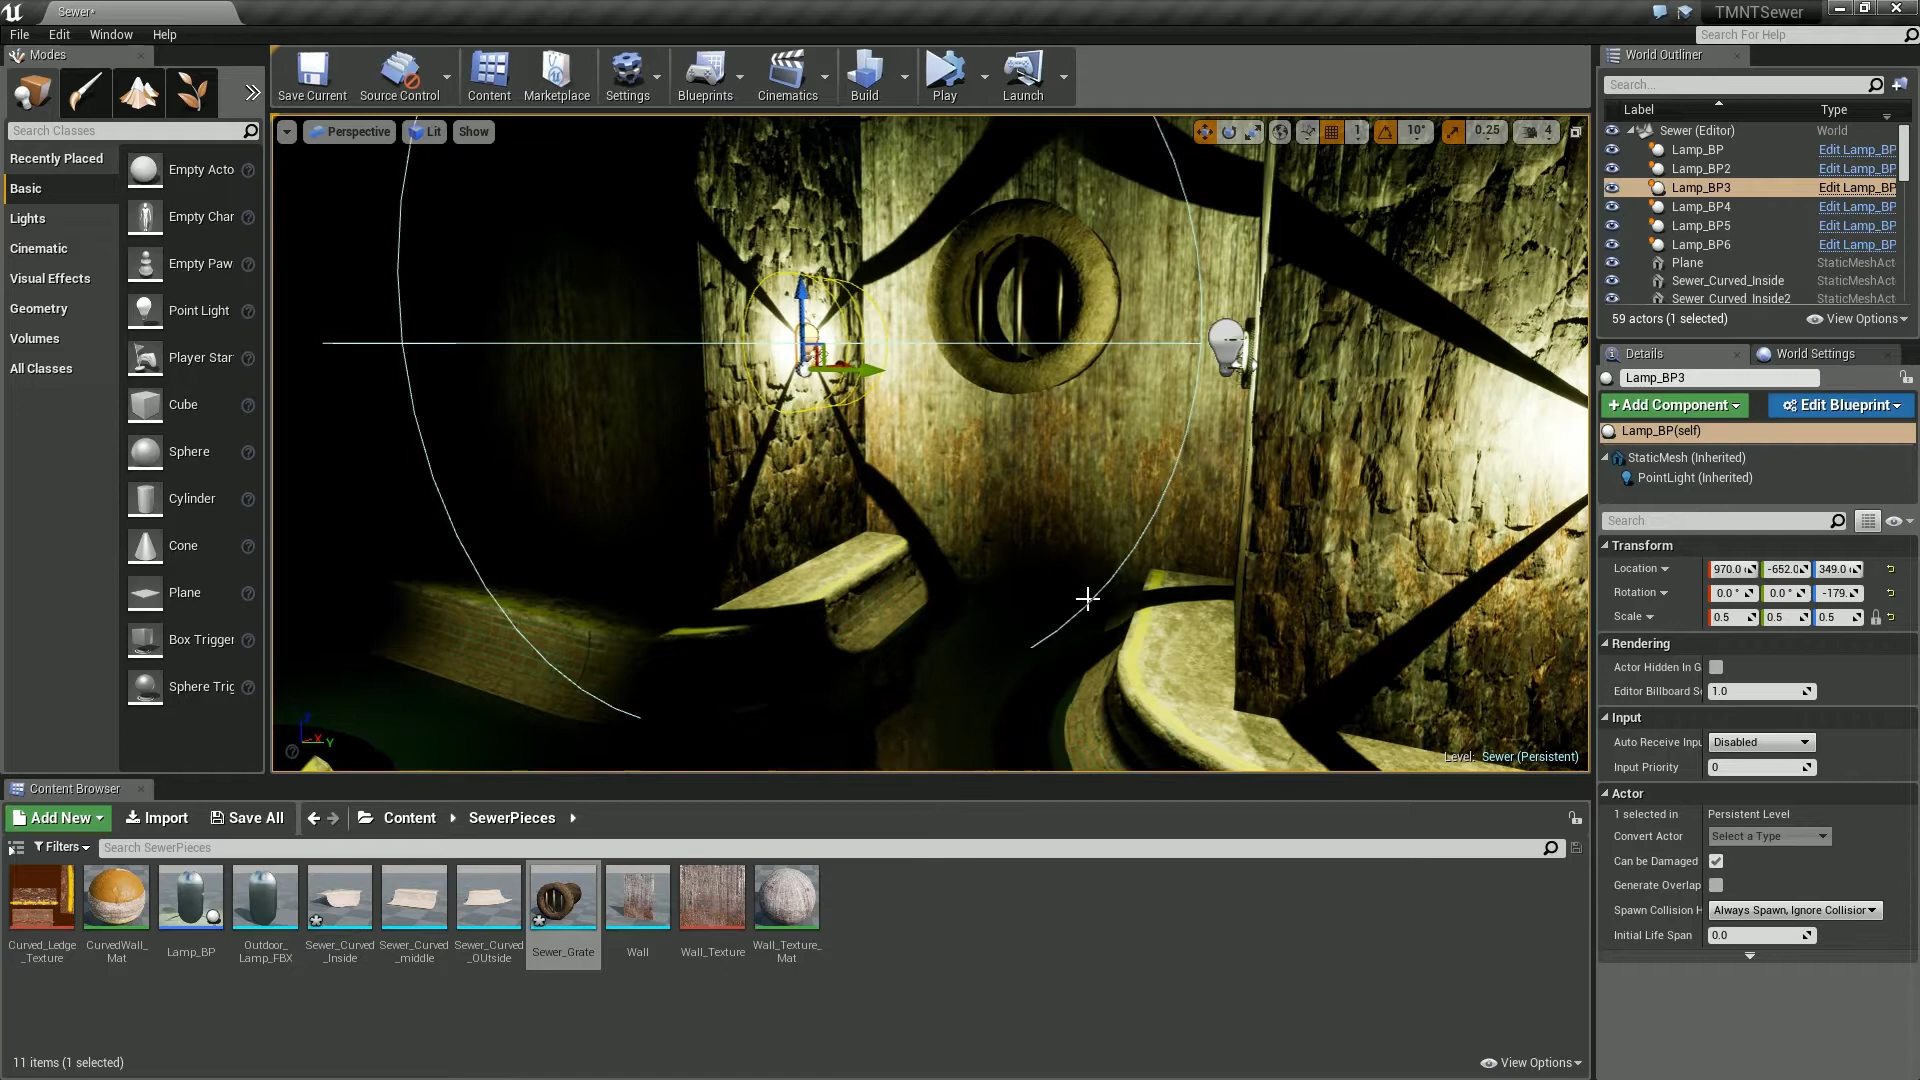 Sewer*
TMNTSewer
File Edit Window Help
Search For Help
Modes
Search Classes
Recently Placed
Basic
Lights
Cinematic
Visual Effects
Geometry
Volumes
All Classes
Empty Acto
Empty Char
Empty Paw
Point Light
Player Star
Cube
Sphere
Cylinder
Cone
Plane
Box Trigger
Sphere Trig
Save Current
Source Control
Content
Marketplace
Settings
Blueprints
Cinematics
Build
Play
Launch
Perspective
Lit
Show
1
10°
0.25
4
X
Y
Level: Sewer (Persistent)
World Outliner
Search...
Label Type
Sewer (Editor) World
Lamp_BP Edit Lamp_BP
Lamp_BP2 Edit Lamp_BP
Lamp_BP3 Edit Lamp_BP
Lamp_BP4 Edit Lamp_BP
Lamp_BP5 Edit Lamp_BP
Lamp_BP6 Edit Lamp_BP
Plane StaticMeshAct
Sewer_Curved_Inside StaticMeshAct
Sewer_Curved_Inside2 StaticMeshAct
59 actors (1 selected) View Options
Details World Settings
Lamp_BP3
+Add Component
Edit Blueprint
Lamp_BP(self)
StaticMesh (Inherited)
PointLight (Inherited)
Search
Transform
Location 970.0 -652.0 349.0
Rotation 0.0 ° 0.0 ° -179.
Scale 0.5 0.5 0.5
Rendering
Actor Hidden In G
Editor Billboard S 1.0
Input
Auto Receive Inpu Disabled
Input Priority 0
Actor
1 selected in Persistent Level
Convert Actor Select a Type
Can be Damaged
Generate Overlap
Spawn Collision H Always Spawn, Ignore Collision
Initial Life Span 0.0
Content Browser
Add New Import Save All Content SewerPieces
Filters Search SewerPieces
Curved_Ledge
_Texture
CurvedWall_
Mat
Lamp_BP
Outdoor_
Lamp_FBX
Sewer_Curved
_Inside
Sewer_Curved
_middle
Sewer_Curved
_OUtside
Sewer_Grate
Wall
Wall_Texture
Wall_Texture_
Mat
11 items (1 selected)
View Options